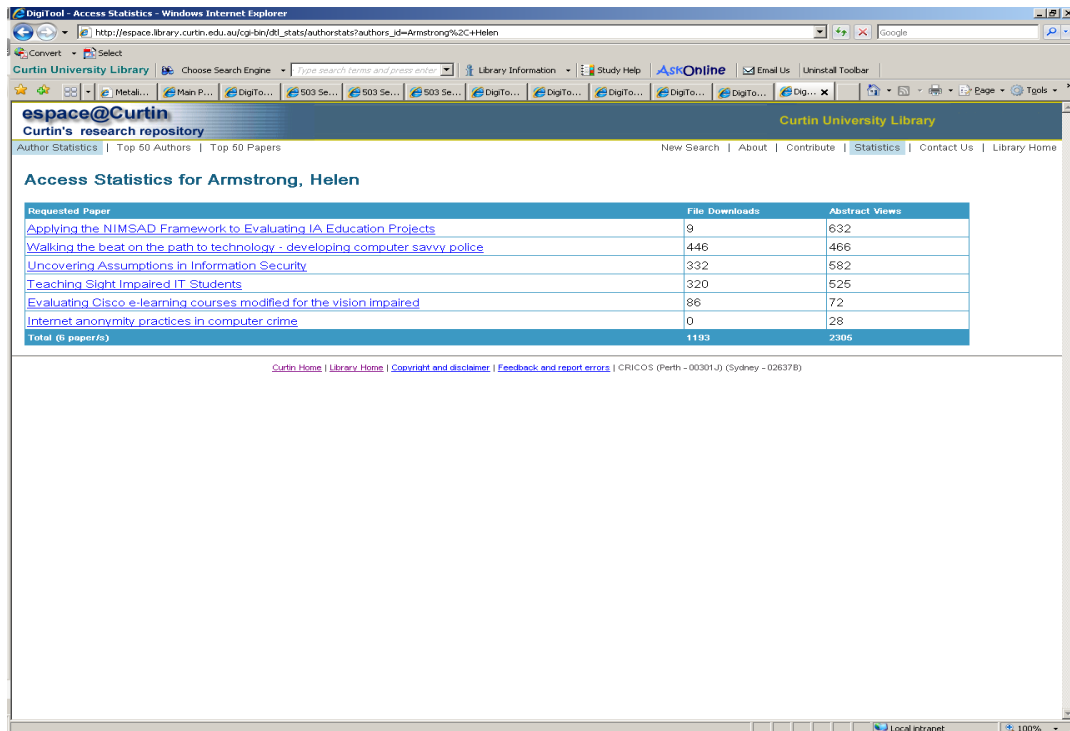 DigiTool - Access Statistics - Windows Internet Explorer
http://espace.library.curtin.edu.au/cgi-bin/dtl_stats/authorstats?authors_id=Armstrong%2C+Helen
Google
Convert Select
Curtin University Library Choose Search Engine Type search terms and press enter Library Information Study Help AskOnline Email Us Uninstall Toolbar
Metali... Main P... DigiTo... 503 Se... 503 Se... 503 Se... DigiTo... DigiTo... DigiTo... DigiTo... DigiTo... Dig... Page Tools
espace@Curtin
Curtin University Library
Curtin's research repository
Author Statistics | Top 50 Authors | Top 50 Papers New Search | About | Contribute | Statistics | Contact Us | Library Home
Access Statistics for Armstrong, Helen
Requested Paper File Downloads Abstract Views
Applying the NIMSAD Framework to Evaluating IA Education Projects 9 632
Walking the beat on the path to technology - developing computer savvy police 446 466
Uncovering Assumptions in Information Security 332 582
Teaching Sight Impaired IT Students 320 525
Evaluating Cisco e-learning courses modified for the vision impaired 86 72
Internet anonymity practices in computer crime 0 28
Total (6 paper/s) 1193 2305
Curtin Home | Library Home | Copyright and disclaimer | Feedback and report errors | CRICOS (Perth - 00301J) (Sydney - 02637B)
Local intranet 100%